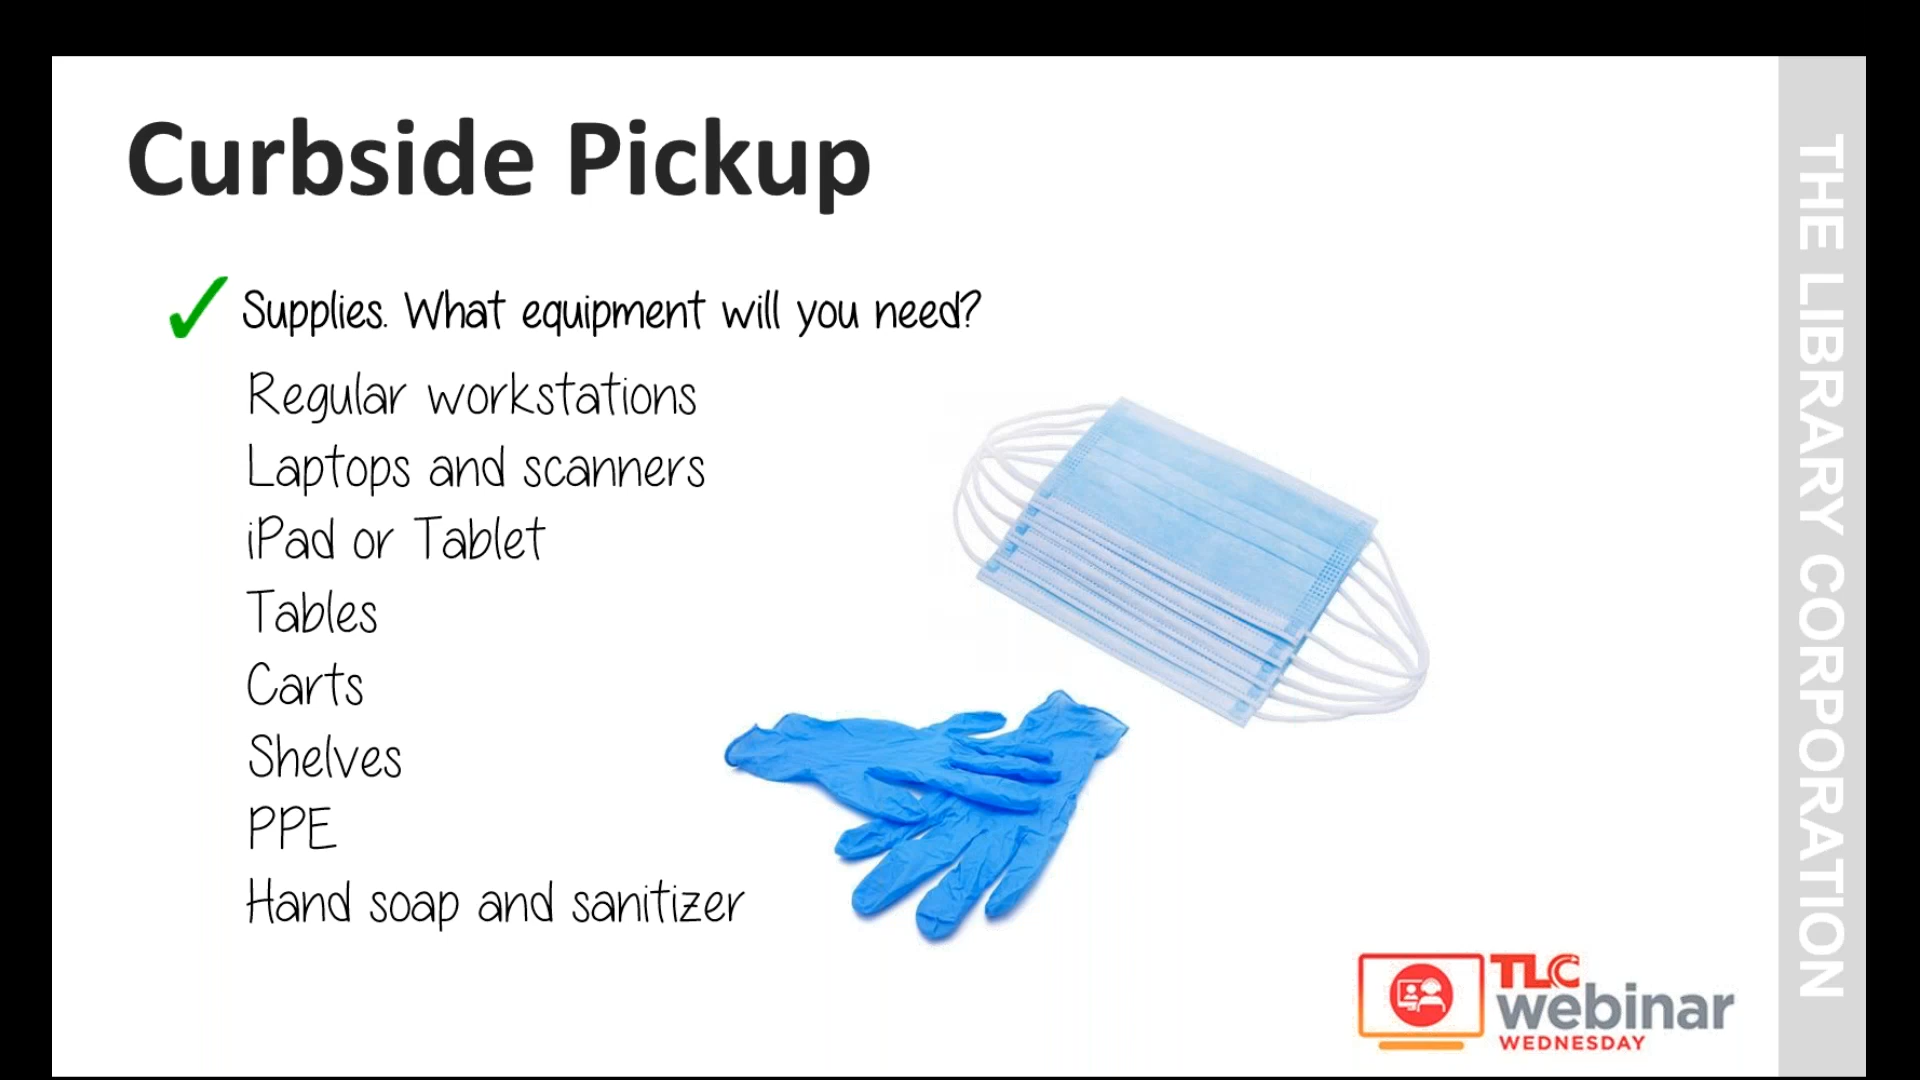 Curbside Pickup
Supplies. What equipment will you need?
Regular workstations
Laptops and scanners
iPad or Tablet
Tables
Carts
Shelves
PPE
Hand soap and sanitizer
THE LIBRARY CORPORATION
TLC
webinar
WEDNESDAY